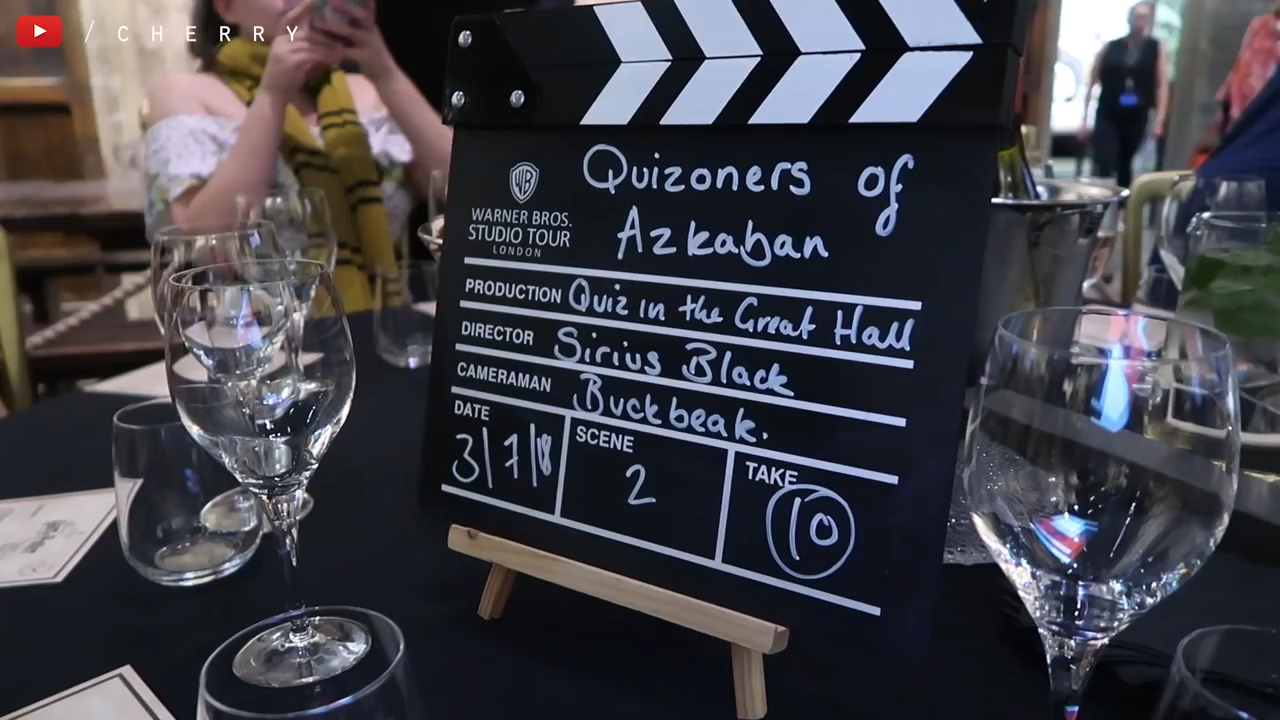 / CHERRY
Quizoners of
Azkaban
WB
WARNER BROS.
STUDIO TOUR
LONDON
PRODUCTION Quiz in the Great Hall
DIRECTOR Sirius Black
CAMERAMAN Buckbeak.
DATE SCENE TAKE
3/7/18 2 10